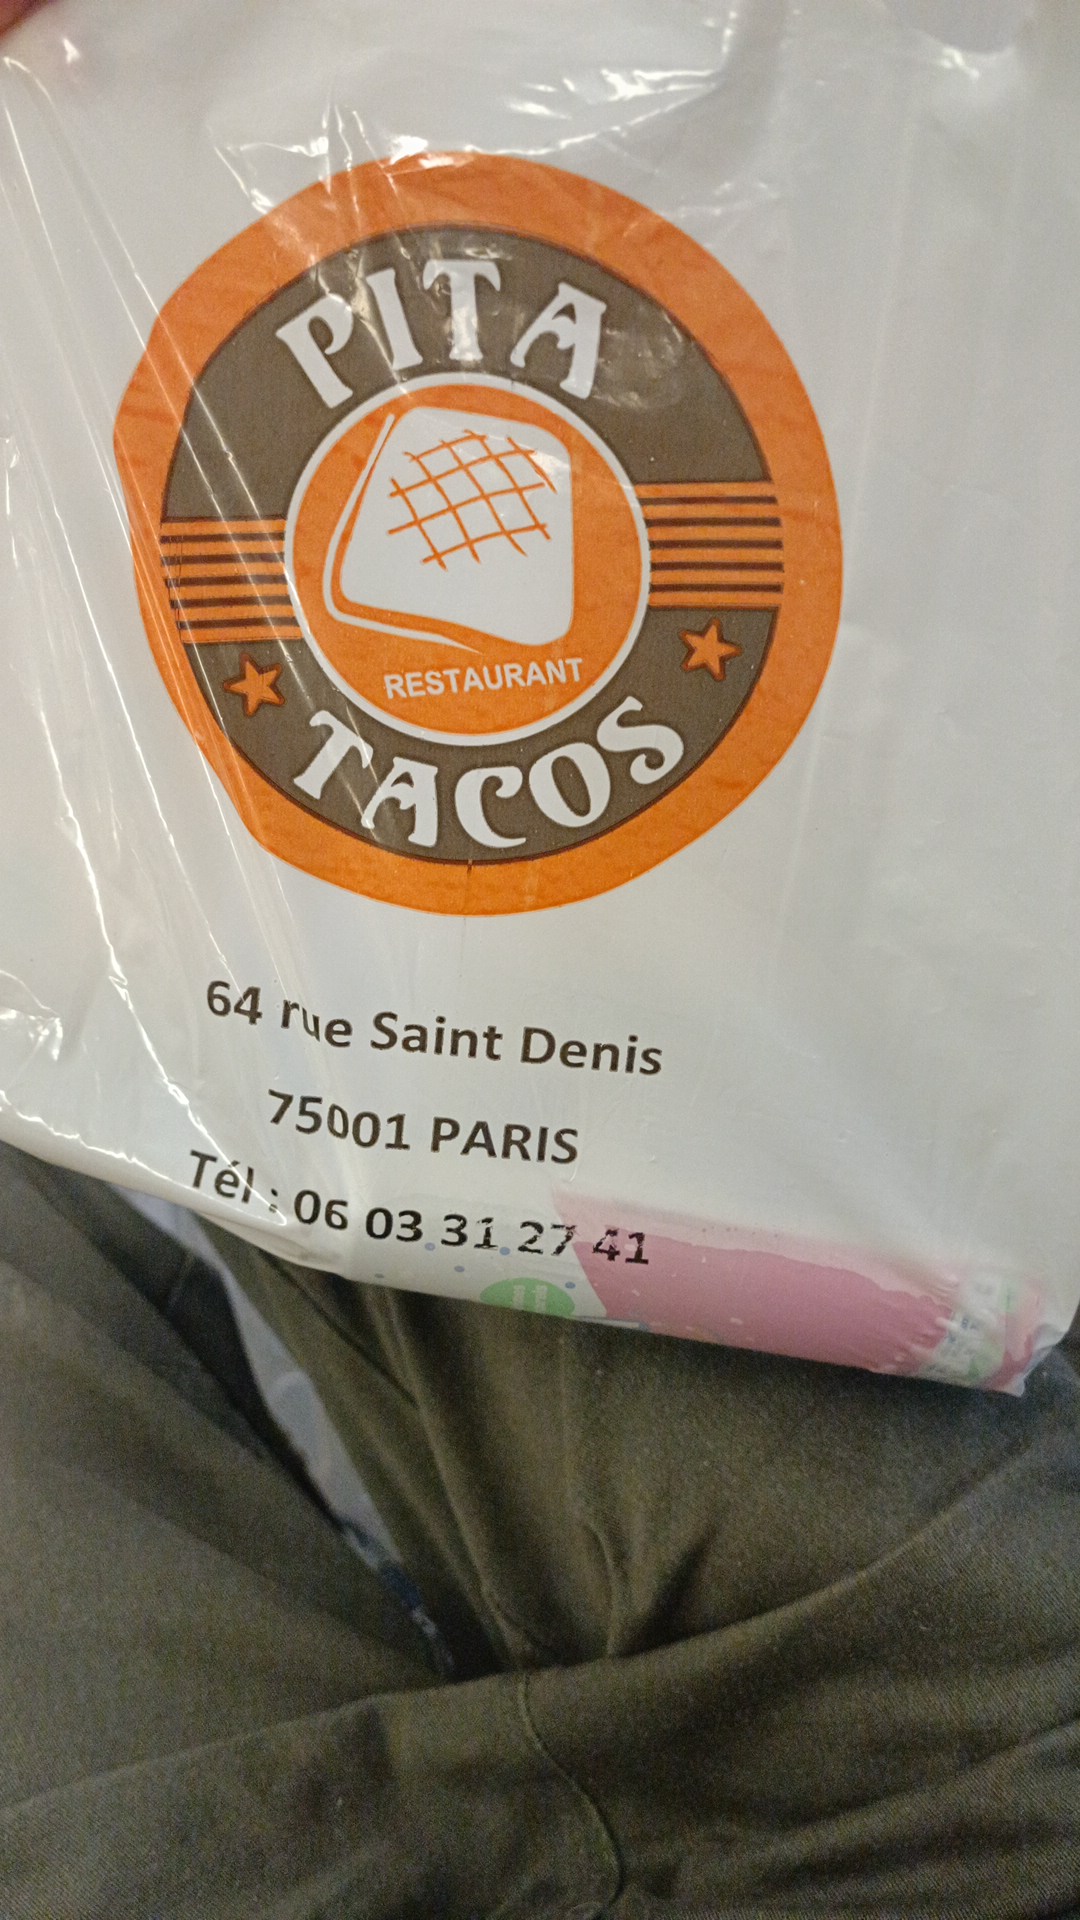 PITA
RESTAURANT
TACOS
64 rue Saint Denis
75001 PARIS
Tél : 06 03 31 27 41